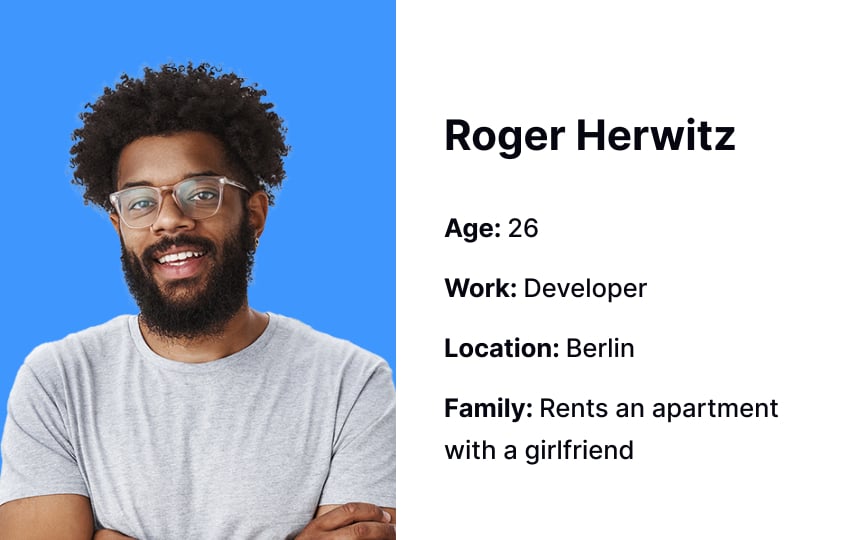 Roger Herwitz
Age: 26
Work: Developer
Location: Berlin
Family: Rents an apartment
with a girlfriend